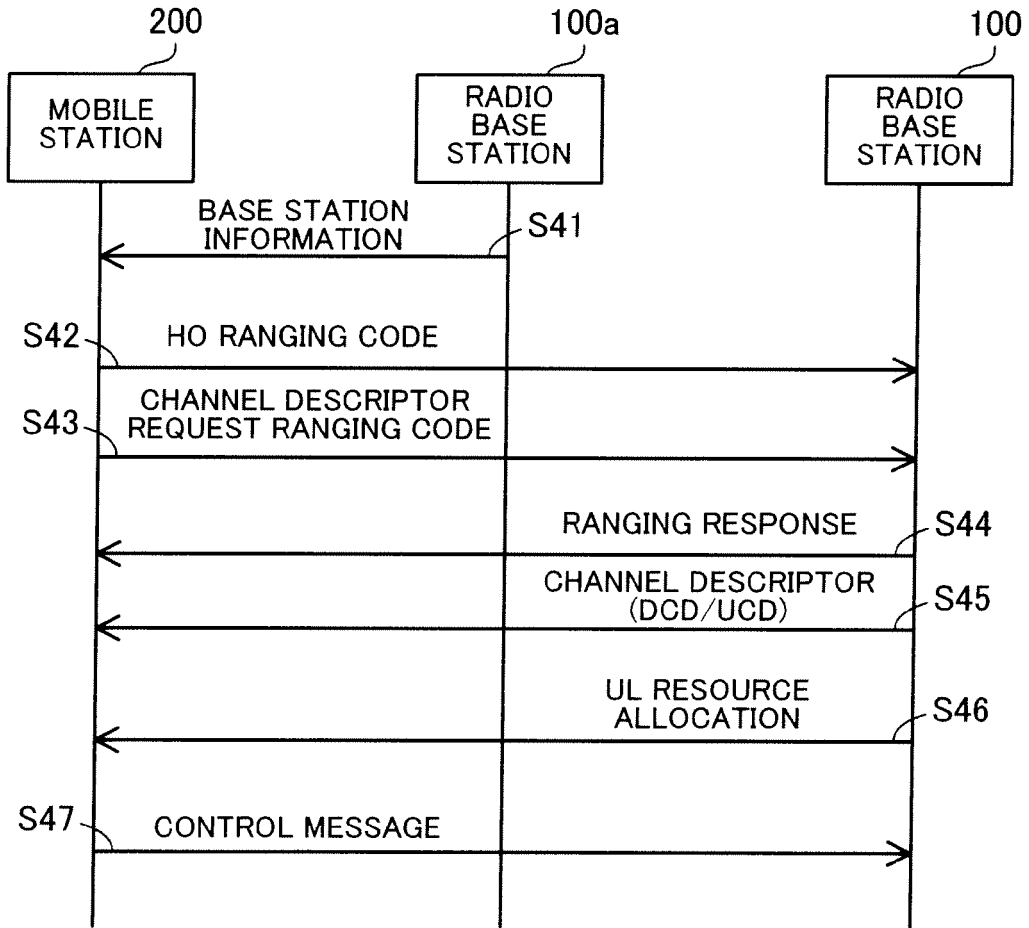 200
100a
100
MOBILE
STATION
RADIO
BASE
STATION
RADIO
BASE
STATION
BASE STATION
INFORMATION
S41
S42
HO RANGING CODE
S43
CHANNEL DESCRIPTOR
REQUEST RANGING CODE
RANGING RESPONSE
S44
CHANNEL DESCRIPTOR
(DCD/UCD)
S45
UL RESOURCE
ALLOCATION
S46
S47
CONTROL MESSAGE